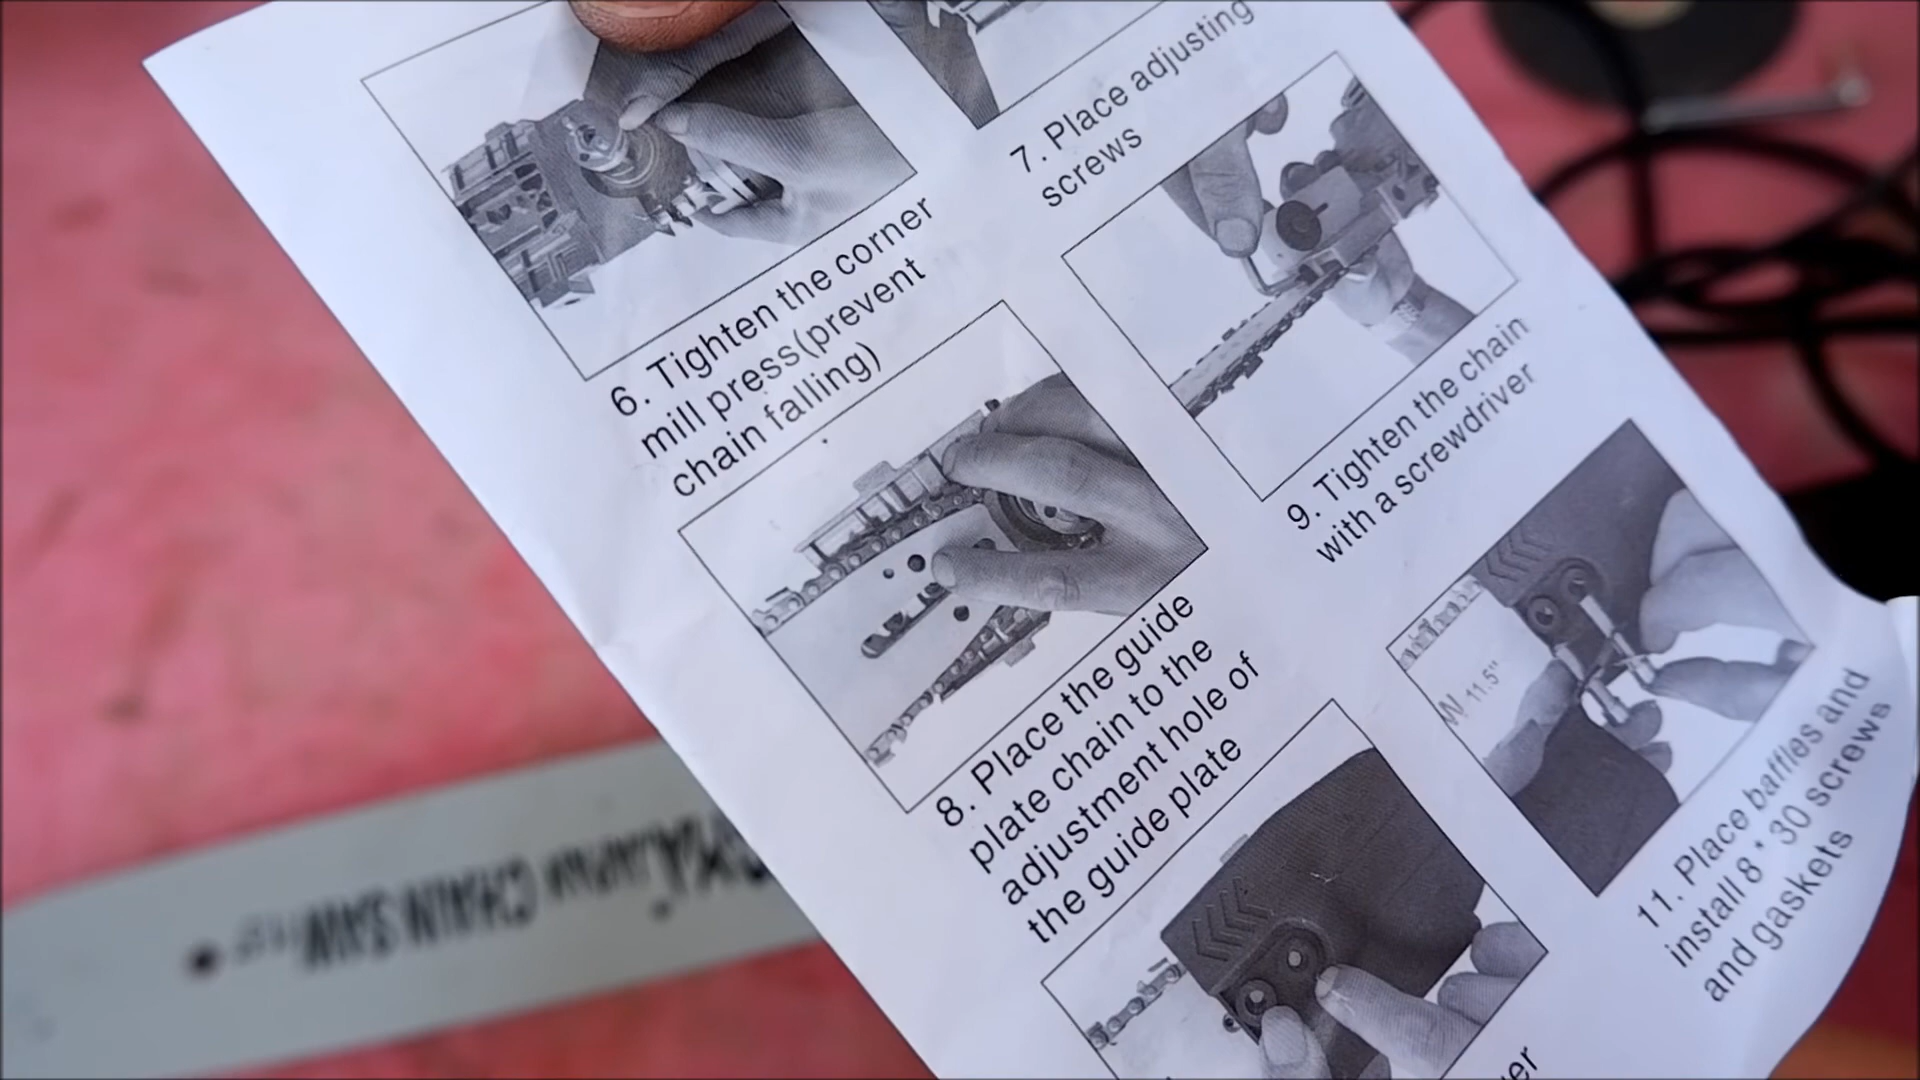 6. Tighten the corner
mill press(prevent
chain falling)
7. Place adjusting
screws
8. Place the guide
plate chain to the
adjustment hole of
the guide plate
9. Tighten the chain
with a screwdriver
11.5"
11. Place baffles and
install 8 * 30 screws
and gaskets
CHAIN SAW